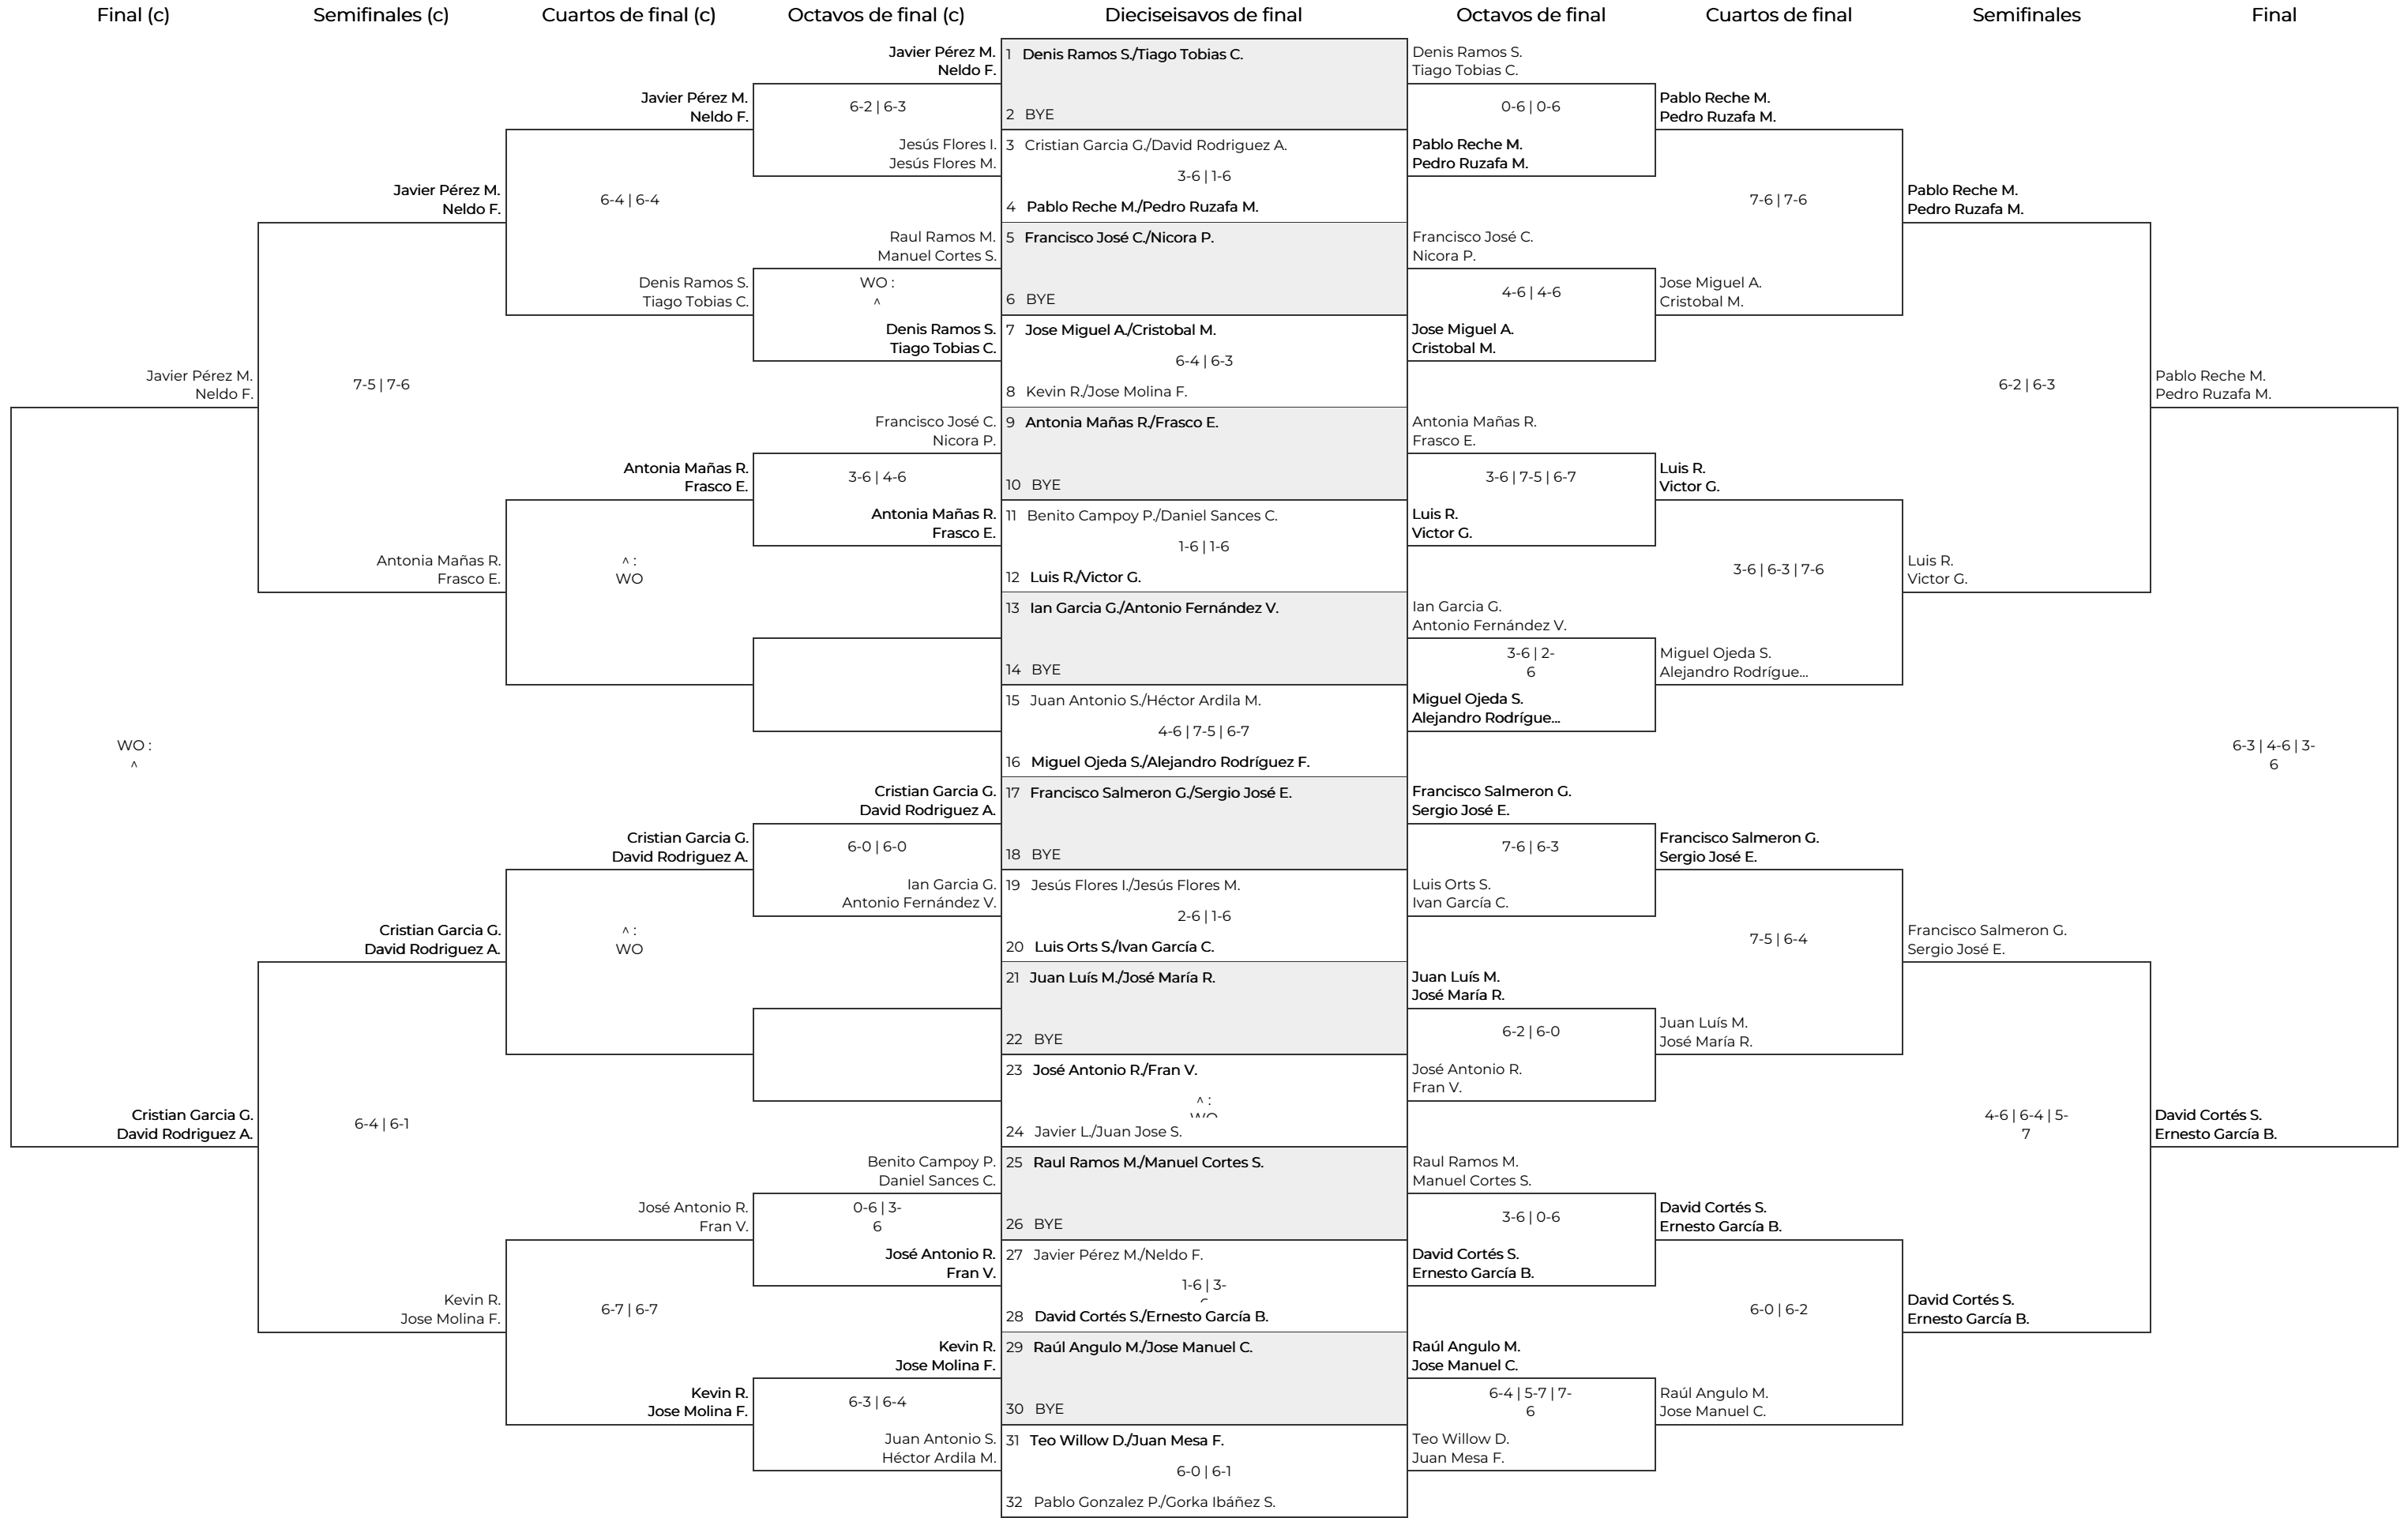 Final (c)
Semifinales (c)
Cuartos de final (c)
Octavos de final (c)
Dieciseisavos de final
Octavos de final
Cuartos de final
Semifinales
Final
Javier Pérez M.
Neldo F.
WO :
^
Cristian Garcia G.
David Rodriguez A.
Javier Pérez M.
Neldo F.
7-5 | 7-6
Antonia Mañas R.
Frasco E.
Cristian Garcia G.
David Rodriguez A.
6-4 | 6-1
Kevin R.
Jose Molina F.
Javier Pérez M.
Neldo F.
6-4 | 6-4
Denis Ramos S.
Tiago Tobias C.
Antonia Mañas R.
Frasco E.
^ :
WO
Cristian Garcia G.
David Rodriguez A.
^ :
WO
José Antonio R.
Fran V.
6-7 | 6-7
Kevin R.
Jose Molina F.
Javier Pérez M.
Neldo F.
6-2 | 6-3
Jesús Flores I.
Jesús Flores M.
Raul Ramos M.
Manuel Cortes S.
WO :
^
Denis Ramos S.
Tiago Tobias C.
Francisco José C.
Nicora P.
3-6 | 4-6
Antonia Mañas R.
Frasco E.
Cristian Garcia G.
David Rodriguez A.
6-0 | 6-0
Ian Garcia G.
Antonio Fernández V.
Benito Campoy P.
Daniel Sances C.
0-6 | 3-
6
José Antonio R.
Fran V.
Kevin R.
Jose Molina F.
6-3 | 6-4
Juan Antonio S.
Héctor Ardila M.
1 Denis Ramos S./Tiago Tobias C.
2 BYE
3 Cristian Garcia G./David Rodriguez A.
3-6 | 1-6
4 Pablo Reche M./Pedro Ruzafa M.
5 Francisco José C./Nicora P.
6 BYE
7 Jose Miguel A./Cristobal M.
6-4 | 6-3
8 Kevin R./Jose Molina F.
9 Antonia Mañas R./Frasco E.
10 BYE
11 Benito Campoy P./Daniel Sances C.
1-6 | 1-6
12 Luis R./Victor G.
13 Ian Garcia G./Antonio Fernández V.
14 BYE
15 Juan Antonio S./Héctor Ardila M.
4-6 | 7-5 | 6-7
16 Miguel Ojeda S./Alejandro Rodríguez F.
17 Francisco Salmeron G./Sergio José E.
18 BYE
19 Jesús Flores I./Jesús Flores M.
2-6 | 1-6
20 Luis Orts S./Ivan García C.
21 Juan Luís M./José María R.
22 BYE
23 José Antonio R./Fran V.
^ :
WO
24 Javier L./Juan Jose S.
25 Raul Ramos M./Manuel Cortes S.
26 BYE
27 Javier Pérez M./Neldo F.
1-6 | 3-
28 David Cortés S./Ernesto García B.
29 Raúl Angulo M./Jose Manuel C.
30 BYE
31 Teo Willow D./Juan Mesa F.
6-0 | 6-1
32 Pablo Gonzalez P./Gorka Ibáñez S.
Denis Ramos S.
Tiago Tobias C.
0-6 | 0-6
Pablo Reche M.
Pedro Ruzafa M.
Francisco José C.
Nicora P.
4-6 | 4-6
Jose Miguel A.
Cristobal M.
Antonia Mañas R.
Frasco E.
3-6 | 7-5 | 6-7
Luis R.
Victor G.
Ian Garcia G.
Antonio Fernández V.
3-6 | 2-
6
Miguel Ojeda S.
Alejandro Rodrígue...
Francisco Salmeron G.
Sergio José E.
7-6 | 6-3
Luis Orts S.
Ivan García C.
Juan Luís M.
José María R.
6-2 | 6-0
José Antonio R.
Fran V.
Raul Ramos M.
Manuel Cortes S.
3-6 | 0-6
David Cortés S.
Ernesto García B.
Raúl Angulo M.
Jose Manuel C.
6-4 | 5-7 | 7-
6
Teo Willow D.
Juan Mesa F.
Pablo Reche M.
Pedro Ruzafa M.
7-6 | 7-6
Jose Miguel A.
Cristobal M.
Luis R.
Victor G.
3-6 | 6-3 | 7-6
Miguel Ojeda S.
Alejandro Rodrígue...
Francisco Salmeron G.
Sergio José E.
7-5 | 6-4
Juan Luís M.
José María R.
David Cortés S.
Ernesto García B.
6-0 | 6-2
Raúl Angulo M.
Jose Manuel C.
Pablo Reche M.
Pedro Ruzafa M.
6-2 | 6-3
Luis R.
Victor G.
Francisco Salmeron G.
Sergio José E.
4-6 | 6-4 | 5-
7
David Cortés S.
Ernesto García B.
Pablo Reche M.
Pedro Ruzafa M.
6-3 | 4-6 | 3-
6
David Cortés S.
Ernesto García B.